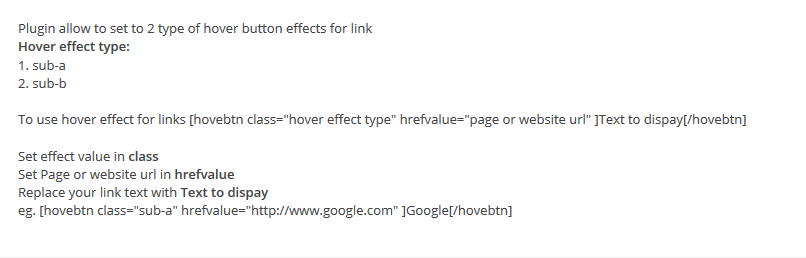 Plugin allow to set to 2 type of hover button effects for link
Hover effect type:
1. sub-a
2. sub-b
To use hover effect for links [hovebtn class="hover effect type" hrefvalue="page or website url" ]Text to dispay[/hovebtn]
Set effect value in class
Set Page or website url in hrefvalue
Replace your link text with Text to dispay
eg. [hovebtn class="sub-a" hrefvalue="http://www.google.com" ]Google[/hovebtn]